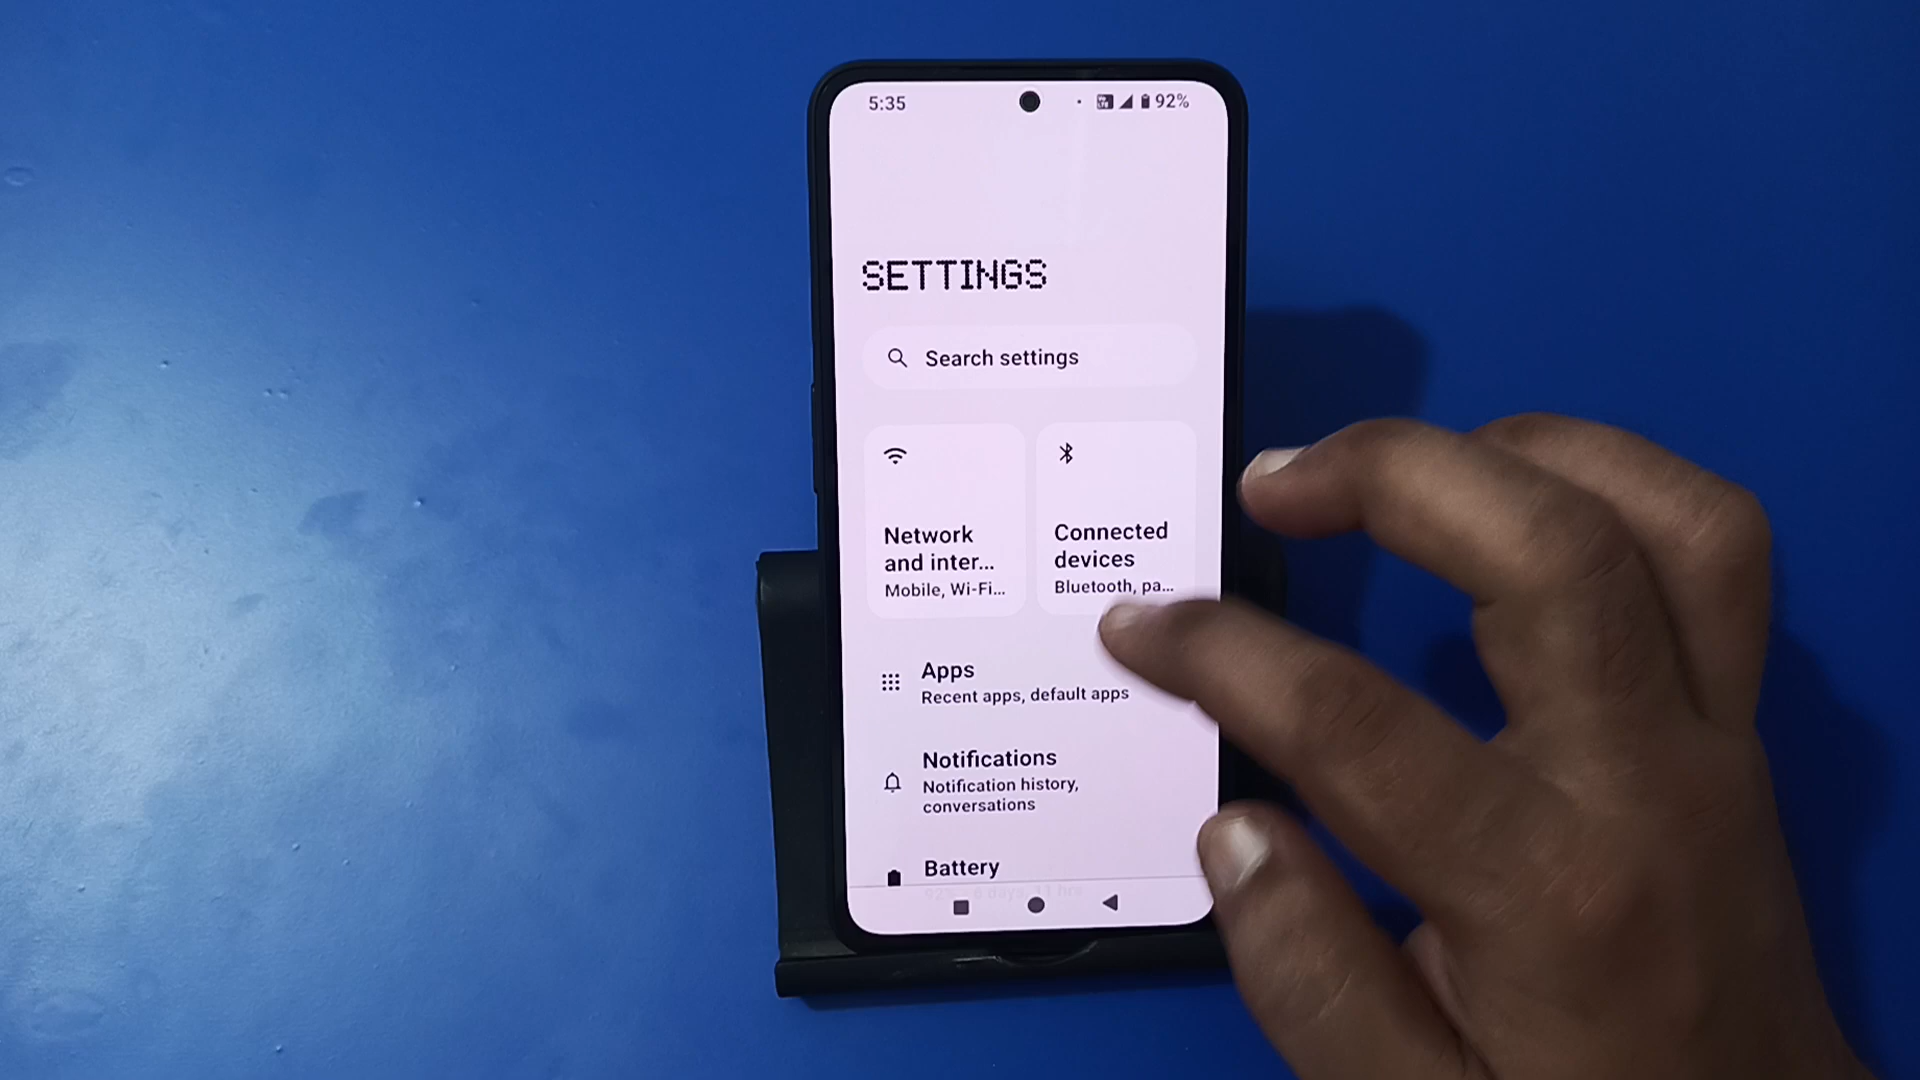 5:35
92%
SETTINGS
Search settings
Network
and inter...
Mobile, Wi-Fi...
Connected
devices
Bluetooth, pa...
Apps
Recent apps, default apps
Notifications
Notification history,
conversations
Battery